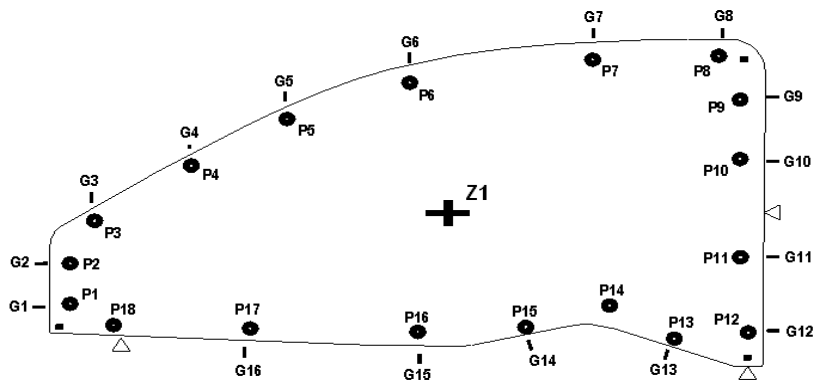 G7 G8
G6
P7 P8
G5 P6 G9
P9
G4 P5
P4 P10 G10
G3
Z1
P3
G2 P2 P11 G11
P1 P14
G1 P18 P17 P16 P15 P13 P12 G12
G16 G15 G14 G13